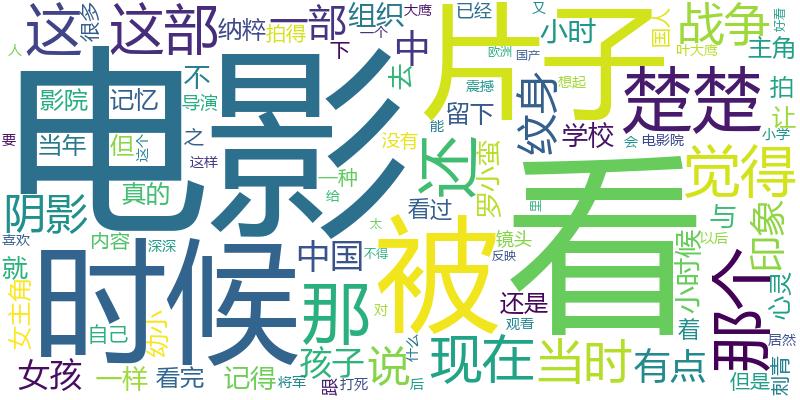 这
很多
这部
纳粹
拍得
一部
下
组织
一个
中
大鹰
已经
去
又
小时
国人
战争
好看
主角
人
电影
片子
欧洲
国产
叶大鹰
影院
记忆
不
导演
震撼
想起
楚楚
拍
让
要
当年
但
这个
之
这样
没有
留下
能
纹身
学校
会
电影院
小学
阴影
真的
一种
给
还
罗小蛮
看
里
觉得
喜欢
内容
深深
时候
中国
看过
太
不得
被
镜头
反映
小时候
印象
与
以后
心灵
就
女主角
自己
幼小
那
对
什么
还是
观看
着
那个
居然
女孩
一样
看完
记得
将军
孩子
跟
打死
说
后
现在
当时
有点
但是
刺青